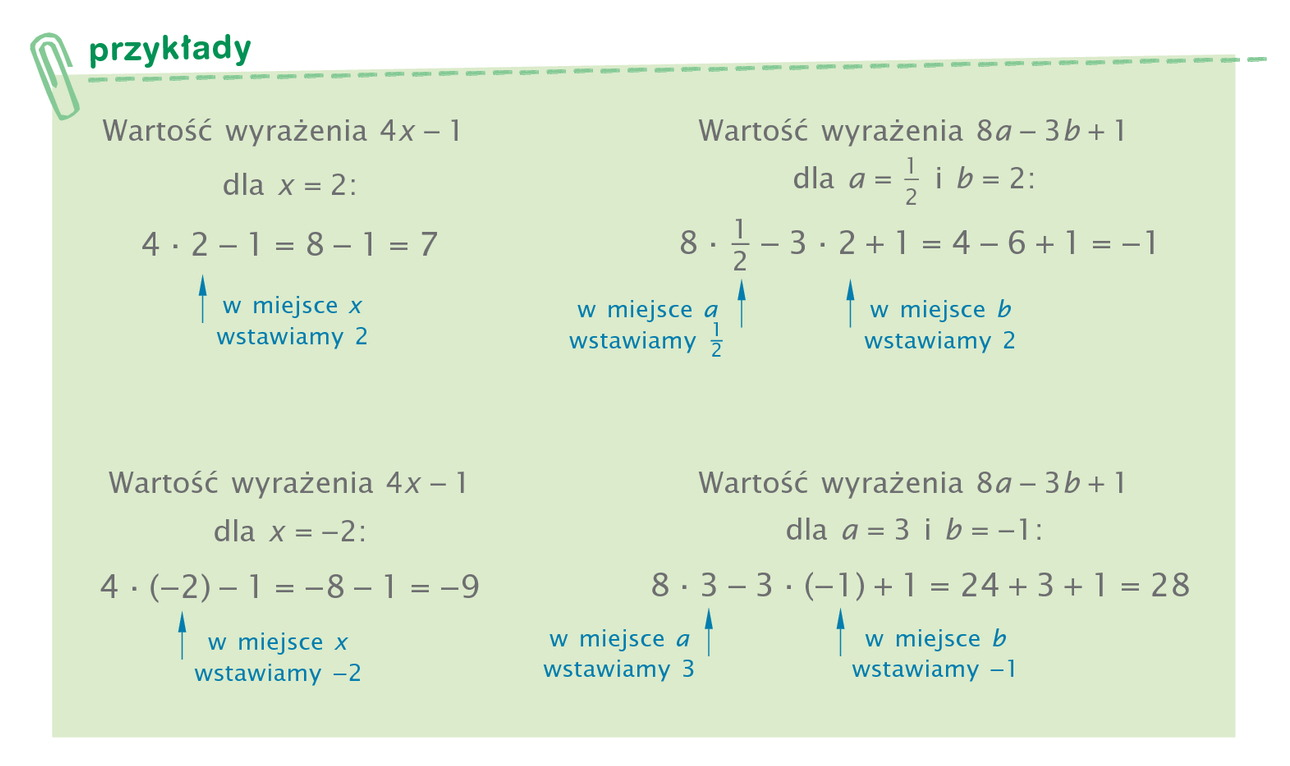 przykłady
Wartość wyrażenia 4x – 1
dla x = 2:
4 · 2 – 1 = 8 – 1 = 7
w miejsce x
wstawiamy 2
Wartość wyrażenia 8a – 3b + 1
dla a = 1/2 i b = 2:
8 · 1/2 – 3 · 2 + 1 = 4 – 6 + 1 = –1
w miejsce a
wstawiamy 1/2
w miejsce b
wstawiamy 2
Wartość wyrażenia 4x – 1
dla x = –2:
4 · (–2) – 1 = –8 – 1 = –9
w miejsce x
wstawiamy –2
Wartość wyrażenia 8a – 3b + 1
dla a = 3 i b = –1:
8 · 3 – 3 · (–1) + 1 = 24 + 3 + 1 = 28
w miejsce a
wstawiamy 3
w miejsce b
wstawiamy –1